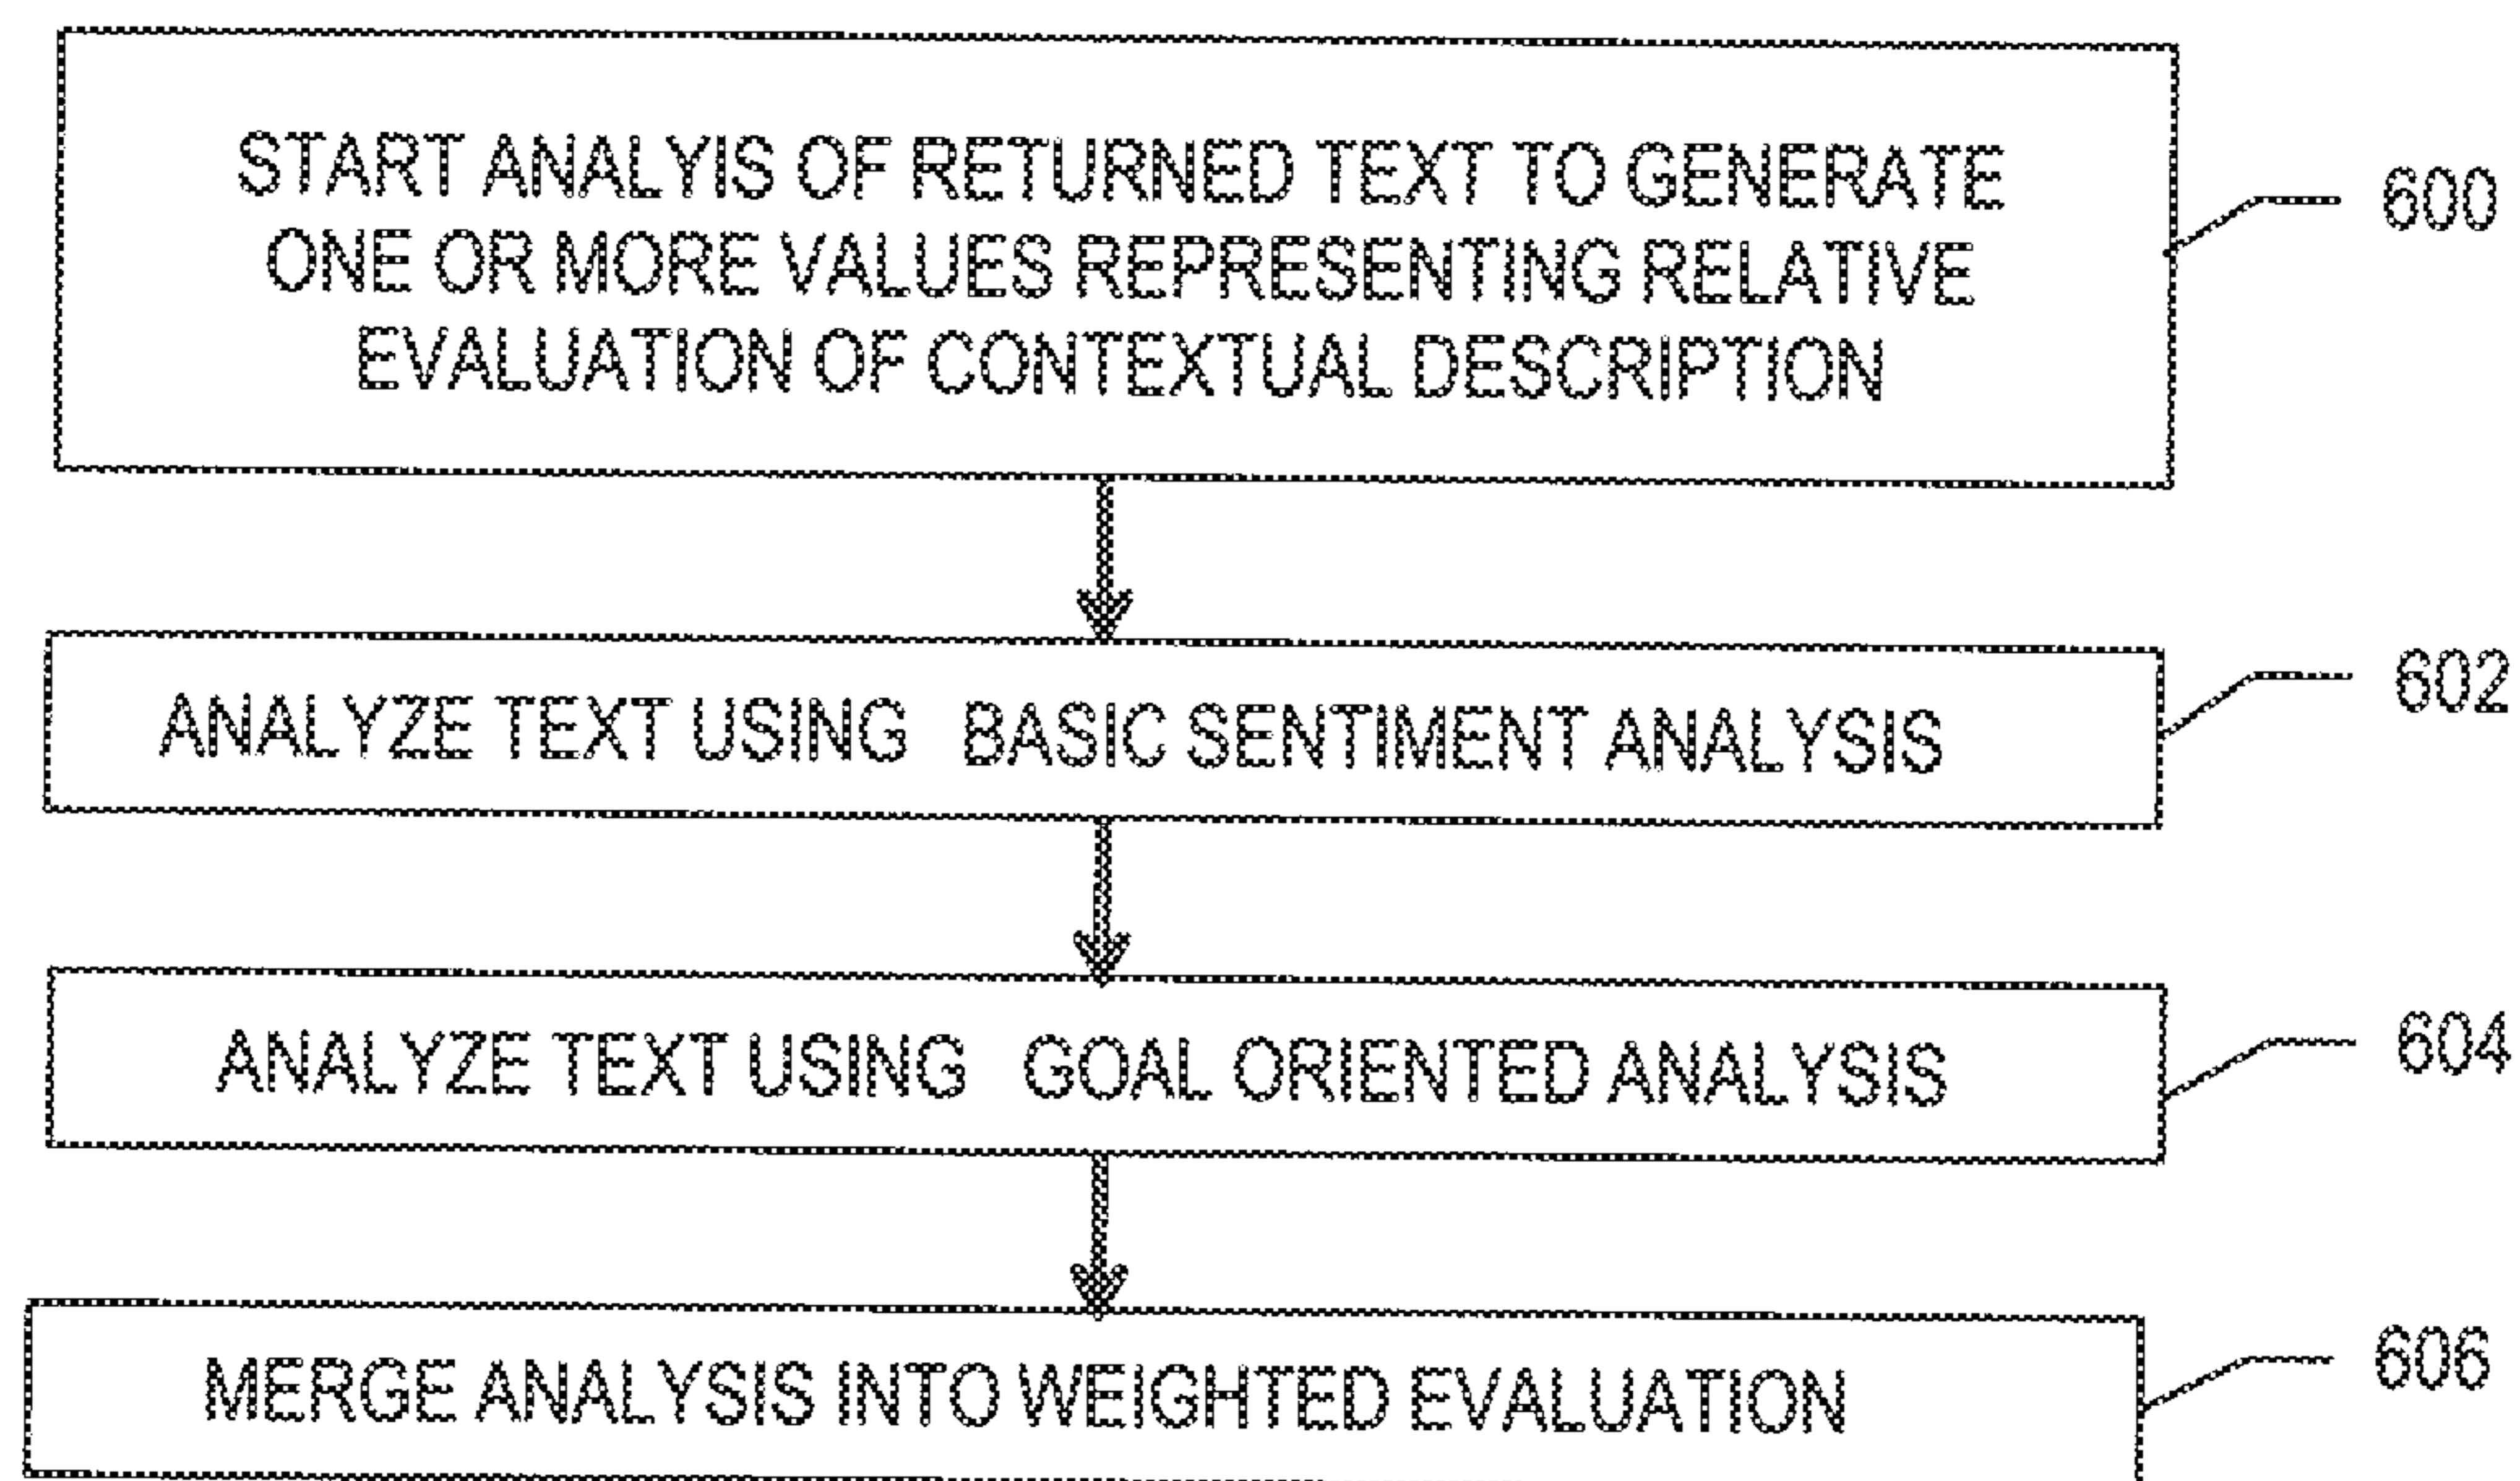 START ANALYIS OF RETURNED TEXT TO GENERATE
ONE OR MORE VALUES REPRESENTING RELATIVE
EVALUATION OF CONTEXTUAL DESCRIPTION
600
ANALYZE TEXT USING BASIC SENTIMENT ANALYSIS
602
ANALYZE TEXT USING GOAL ORIENTED ANALYSIS
604
MERGE ANALYSIS INTO WEIGHTED EVALUATION
606